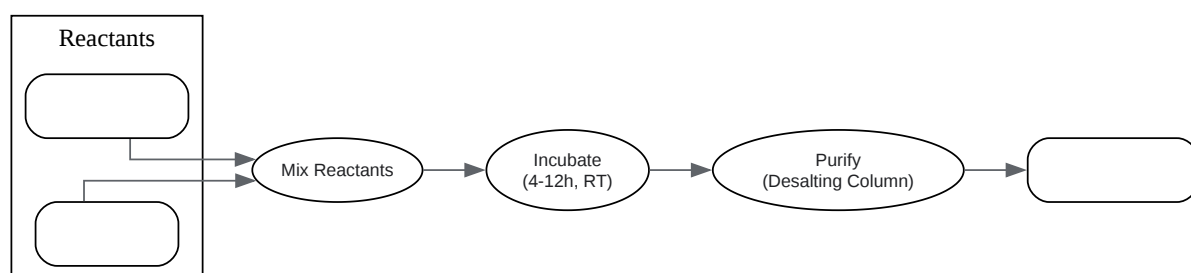 Reactants
Mix Reactants
Incubate
(4-12h, RT)
Purify
(Desalting Column)